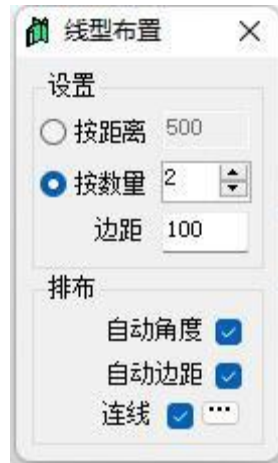 线型布置
设置
按距离 500
按数量 2
边距 100
排布
自动角度
自动边距
连线 ...